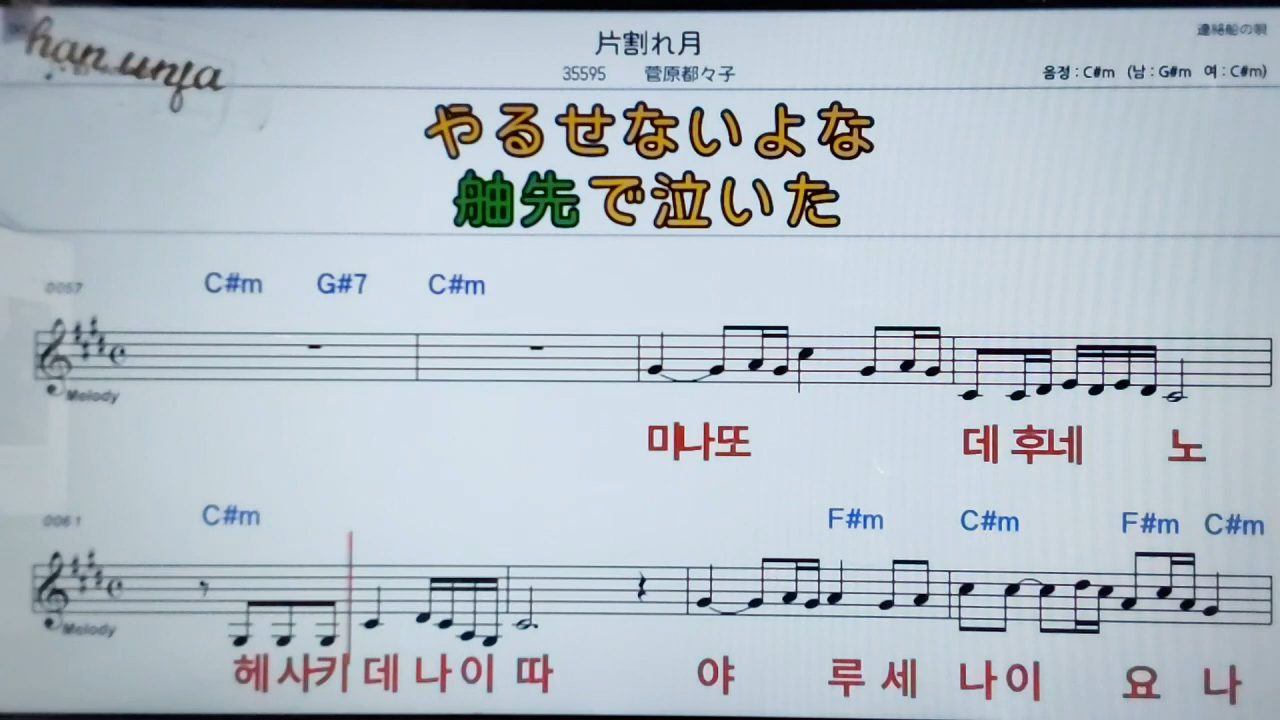 han unja
片割れ月
連絡船の唄
35595 菅原都々子
음정 : C#m (남 : G#m 여 : C#m)
やるせないよな
舳先で泣いた
0057
C#m G#7 C#m
Melody
미나또 데 후네 노
0061
C#m F#m C#m F#m C#m
Melody
헤 사키 데 나 이 따 야 루 세 나 이 요 나